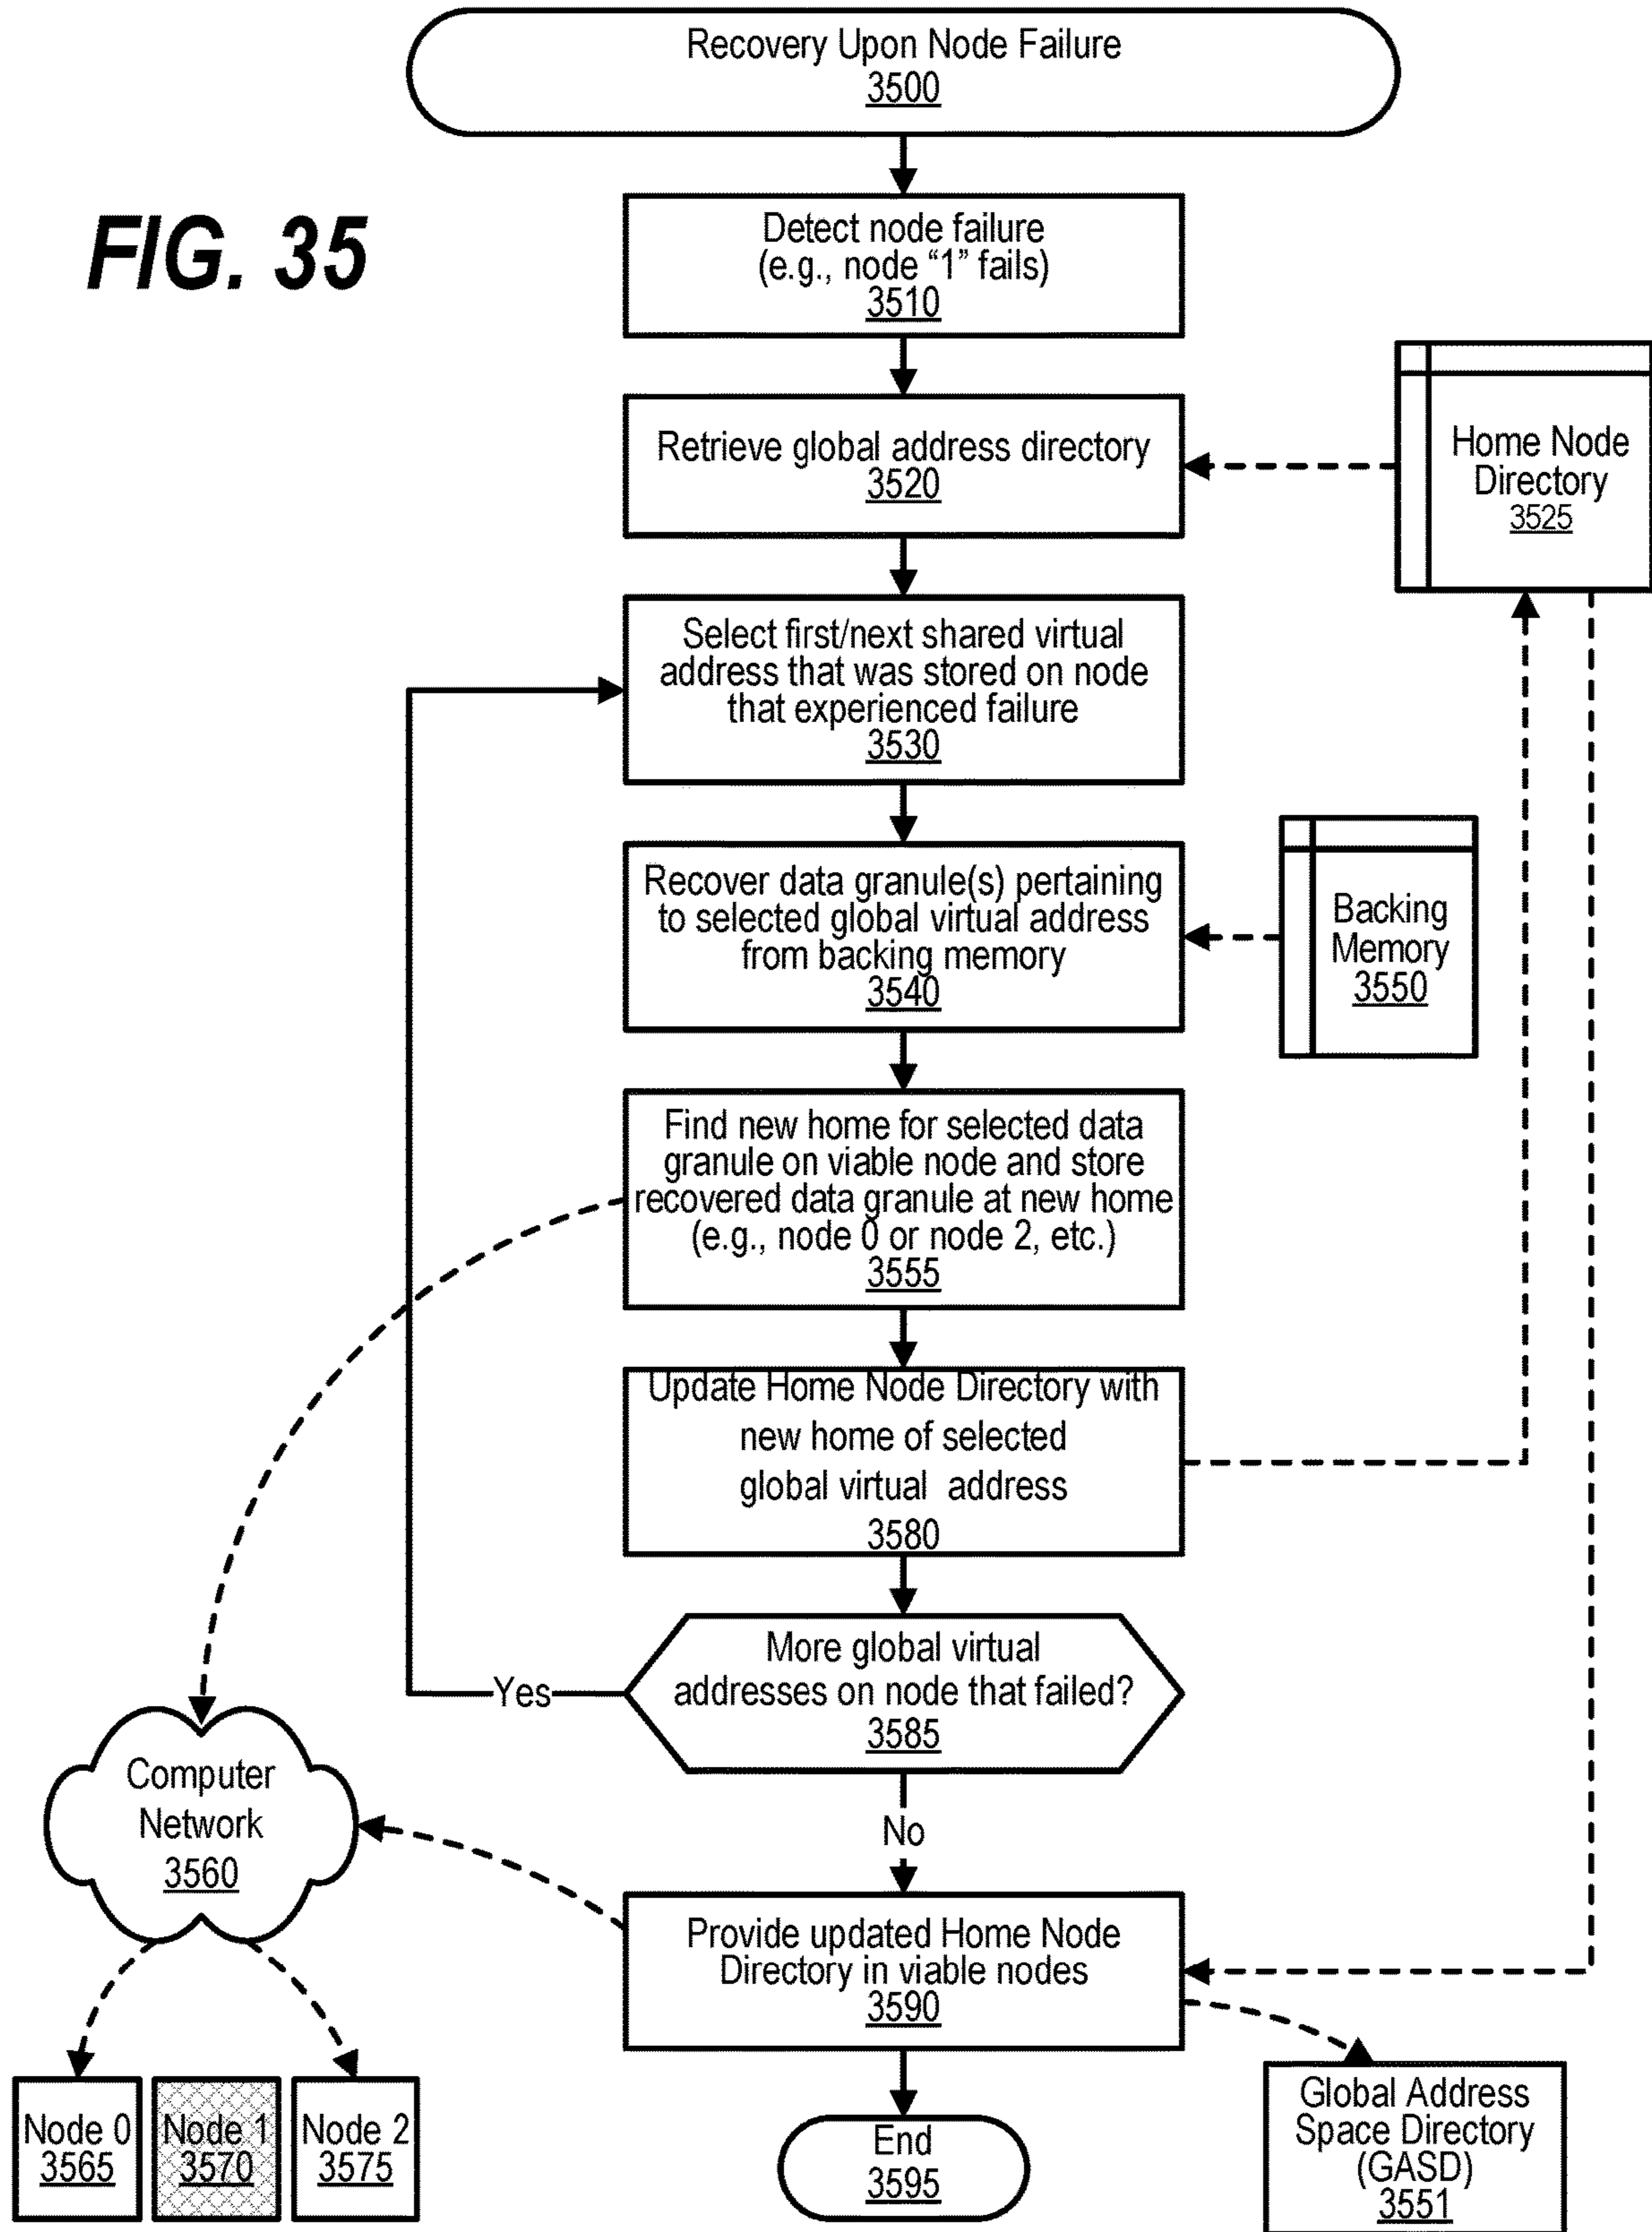 Recovery Upon Node Failure
3500
FIG. 35
Detect node failure
(e.g., node “1” fails)
3510
Retrieve global address directory
3520
Home Node
Directory
3525
Select first/next shared virtual
address that was stored on node
that experienced failure
3530
Recover data granule(s) pertaining
to selected global virtual address
from backing memory
3540
Backing
Memory
3550
Find new home for selected data
granule on viable node and store
recovered data granule at new home
(e.g., node 0 or node 2, etc.)
3555
Update Home Node Directory with
new home of selected
global virtual address
3580
More global virtual
addresses on node that failed?
3585
Yes
No
Computer
Network
3560
Provide updated Home Node
Directory in viable nodes
3590
Node 0
3565
Node 1
3570
Node 2
3575
End
3595
Global Address
Space Directory
(GASD)
3551